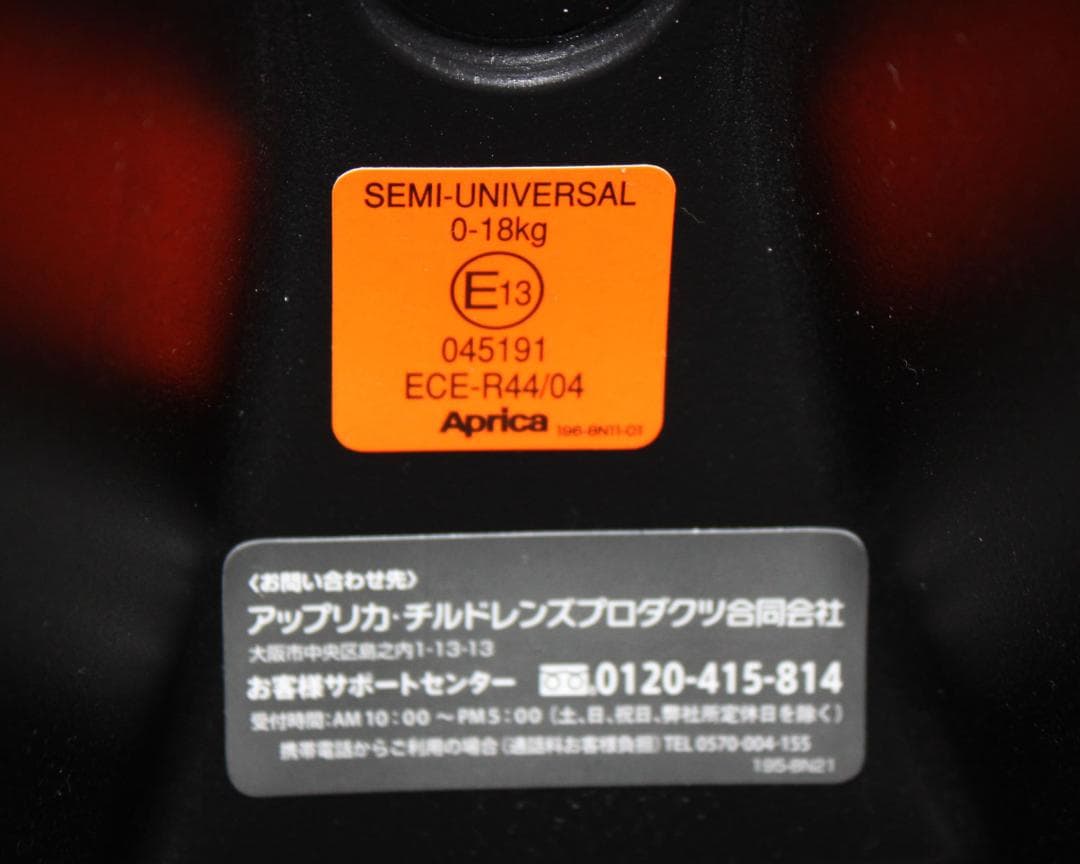 SEMI-UNIVERSAL
0-18kg
E13
045191
ECE-R44/04
Aprica 196-8N11-01
〈お問い合わせ先〉
アップリカ・チルドレンズプロダクツ合同会社
大阪市中央区島之内1-13-13
お客様サポートセンター 0120-415-814
受付時間:AM10:00～PM5:00(土、日、祝日、弊社所定休日を除く)
携帯電話からご利用の場合(通話料お客様負担)TEL 0570-004-155
195-8N21